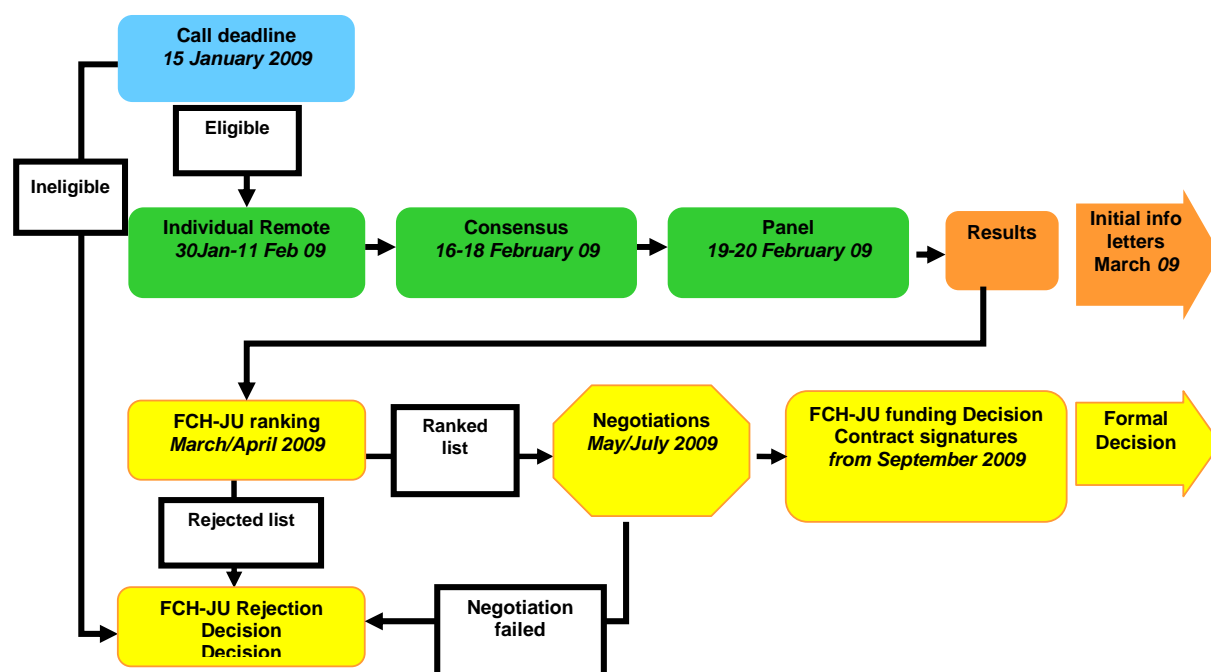 Call deadline
15 January 2009
Eligible
Ineligible
Individual Remote
30Jan-11 Feb 09
Consensus
16-18 February 09
Panel
19-20 February 09
Results
Initial info
letters
March 09
FCH-JU ranking
March/April 2009
Ranked
list
Negotiations
May/July 2009
FCH-JU funding Decision
Contract signatures
from September 2009
Formal
Decision
Rejected list
FCH-JU Rejection
Decision
Decision
Negotiation
failed